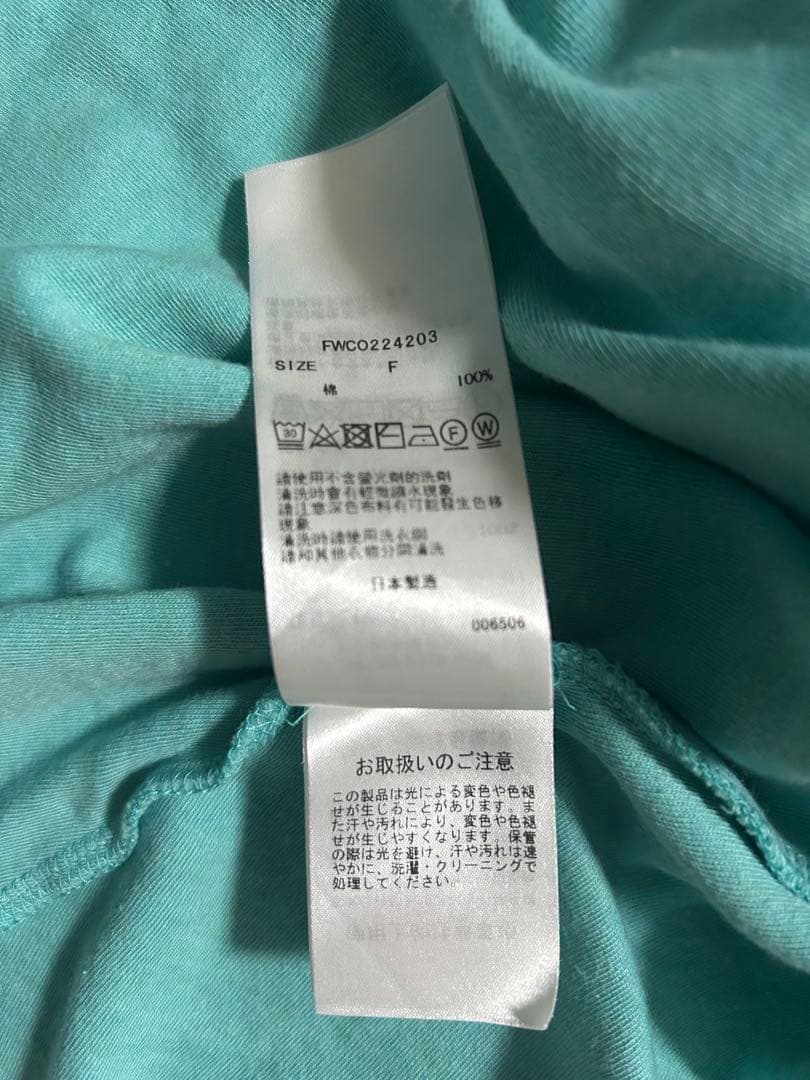 FWCO224203
SIZE F
棉 100%
30 F W
請使用不含螢光劑的洗劑
清洗時會有輕微縮水現象
請注意深色布料有可能發生色移
現象
清洗時請使用洗衣網
請和其他衣物分開清洗
日本製造
006506
お取扱いのご注意
この製品は光による変色や色褪
せが生じることがあります。ま
た汗や汚れにより、変色や色褪
せが生じやすくなります。保管
の際は光を避け、汗や汚れは速
やかに、洗濯・クリーニングで
処理してください。